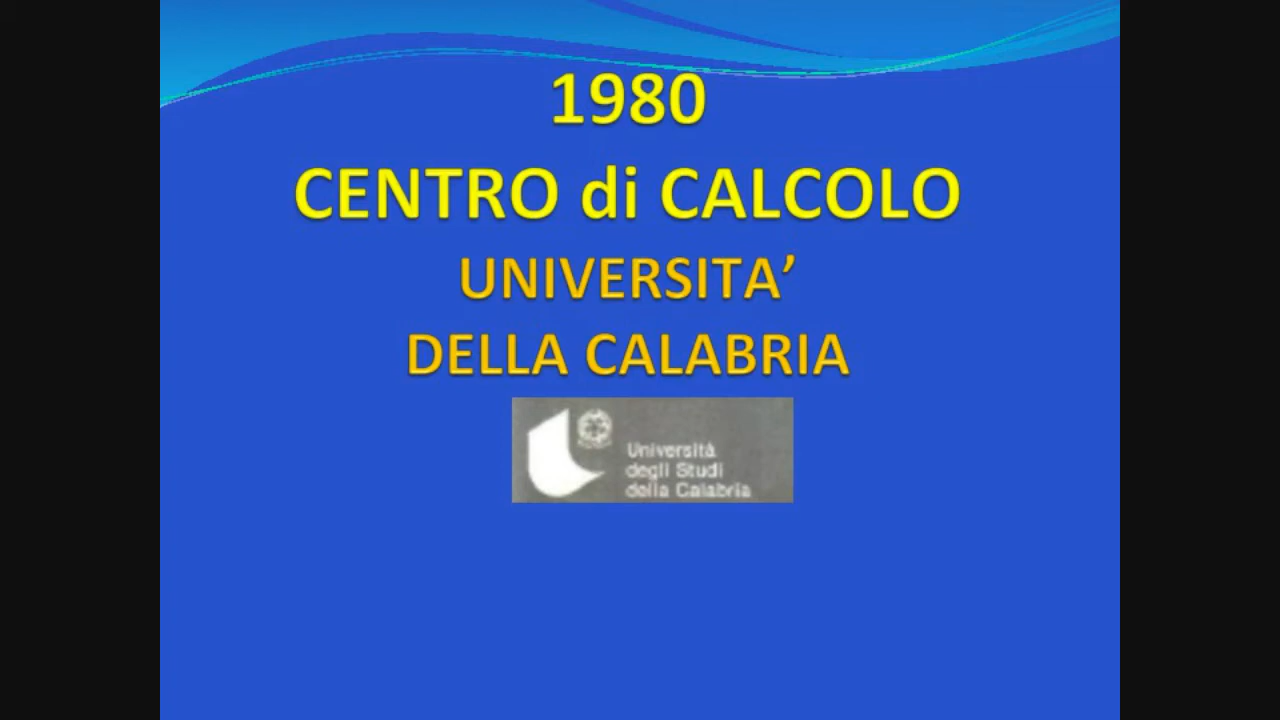 1980
CENTRO di CALCOLO
UNIVERSITA’
DELLA CALABRIA
Università
degli Studi
della Calabria